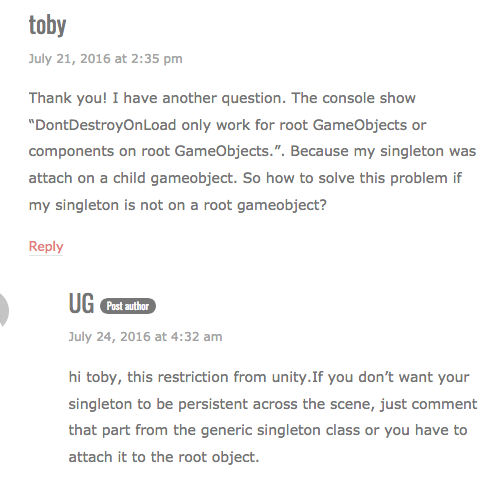 toby
July 21, 2016 at 2:35 pm
Thank you! I have another question. The console show
“DontDestroyOnLoad only work for root GameObjects or
components on root GameObjects.”. Because my singleton was
attach on a child gameobject. So how to solve this problem if
my singleton is not on a root gameobject?
Reply
UG Post author
July 24, 2016 at 4:32 am
hi toby, this restriction from unity.If you don’t want your
singleton to be persistent across the scene, just comment
that part from the generic singleton class or you have to
attach it to the root object.